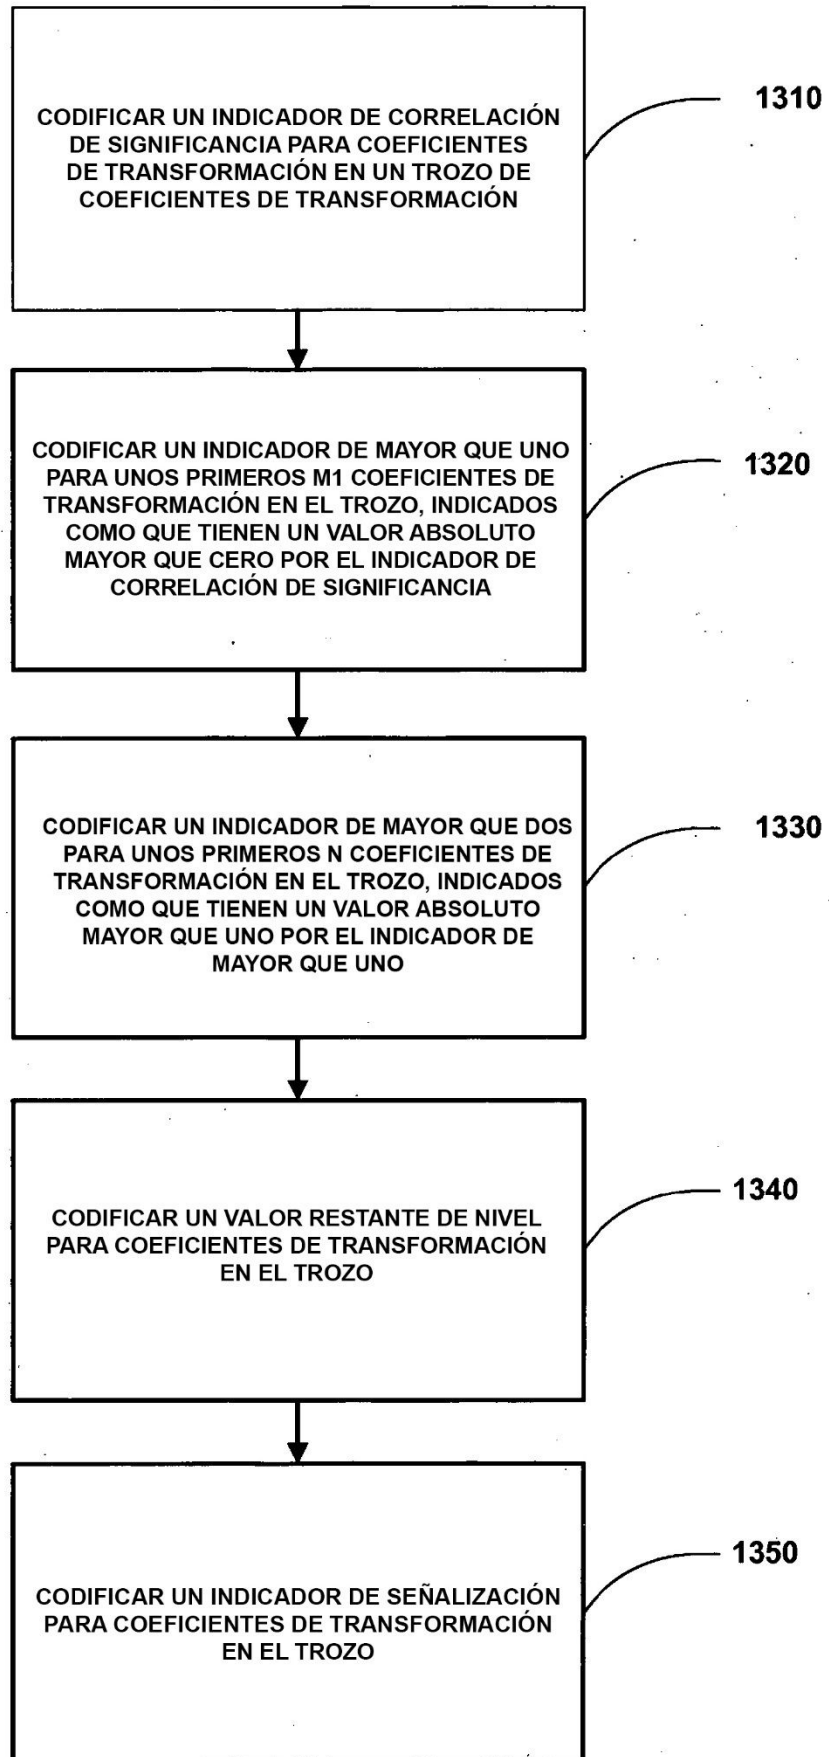 CODIFICAR UN INDICADOR DE CORRELACIÓN
DE SIGNIFICANCIA PARA COEFICIENTES
DE TRANSFORMACIÓN EN UN TROZO DE
COEFICIENTES DE TRANSFORMACIÓN
1310
CODIFICAR UN INDICADOR DE MAYOR QUE UNO
PARA UNOS PRIMEROS M1 COEFICIENTES DE
TRANSFORMACIÓN EN EL TROZO, INDICADOS
COMO QUE TIENEN UN VALOR ABSOLUTO
MAYOR QUE CERO POR EL INDICADOR DE
CORRELACIÓN DE SIGNIFICANCIA
1320
CODIFICAR UN INDICADOR DE MAYOR QUE DOS
PARA UNOS PRIMEROS N COEFICIENTES DE
TRANSFORMACIÓN EN EL TROZO, INDICADOS
COMO QUE TIENEN UN VALOR ABSOLUTO
MAYOR QUE UNO POR EL INDICADOR DE
MAYOR QUE UNO
1330
CODIFICAR UN VALOR RESTANTE DE NIVEL
PARA COEFICIENTES DE TRANSFORMACIÓN
EN EL TROZO
1340
CODIFICAR UN INDICADOR DE SEÑALIZACIÓN
PARA COEFICIENTES DE TRANSFORMACIÓN
EN EL TROZO
1350